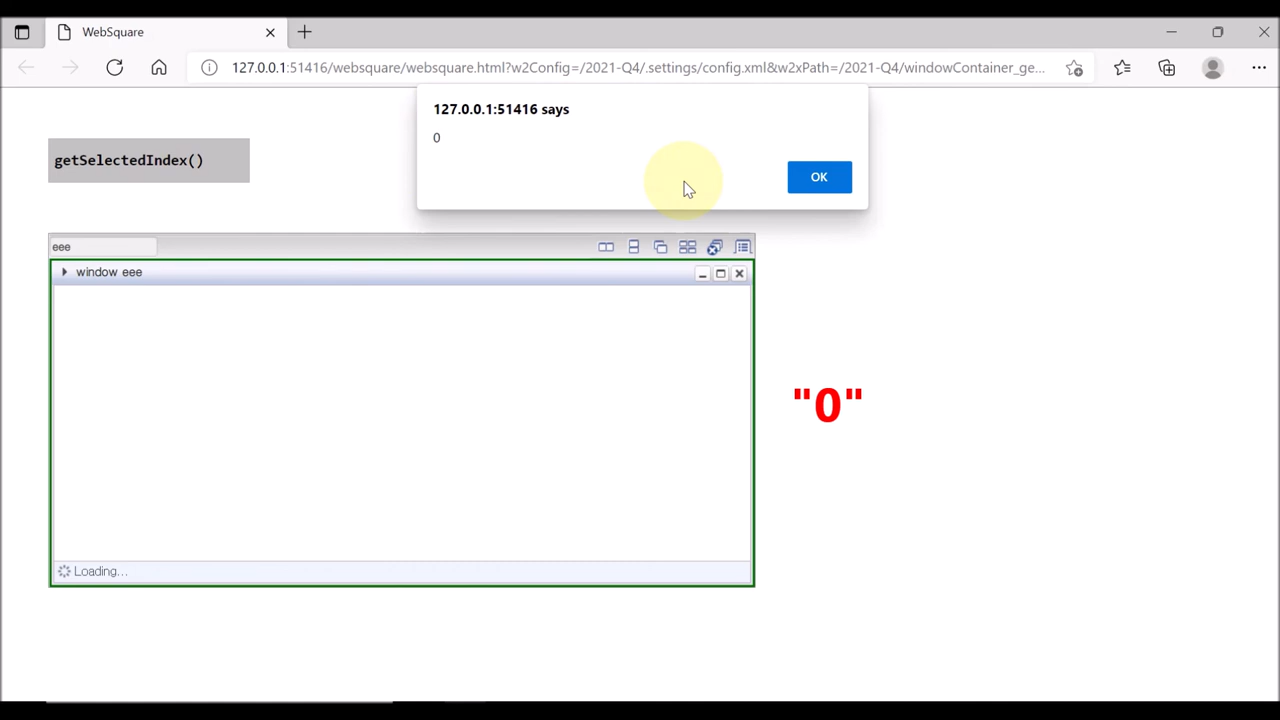 WebSquare
127.0.0.1:51416/websquare/websquare.html?w2Config=/2021-Q4/.settings/config.xml&w2xPath=/2021-Q4/windowContainer_ge...
127.0.0.1:51416 says
0
OK
getSelectedIndex()
eee
window eee
"0"
Loading...